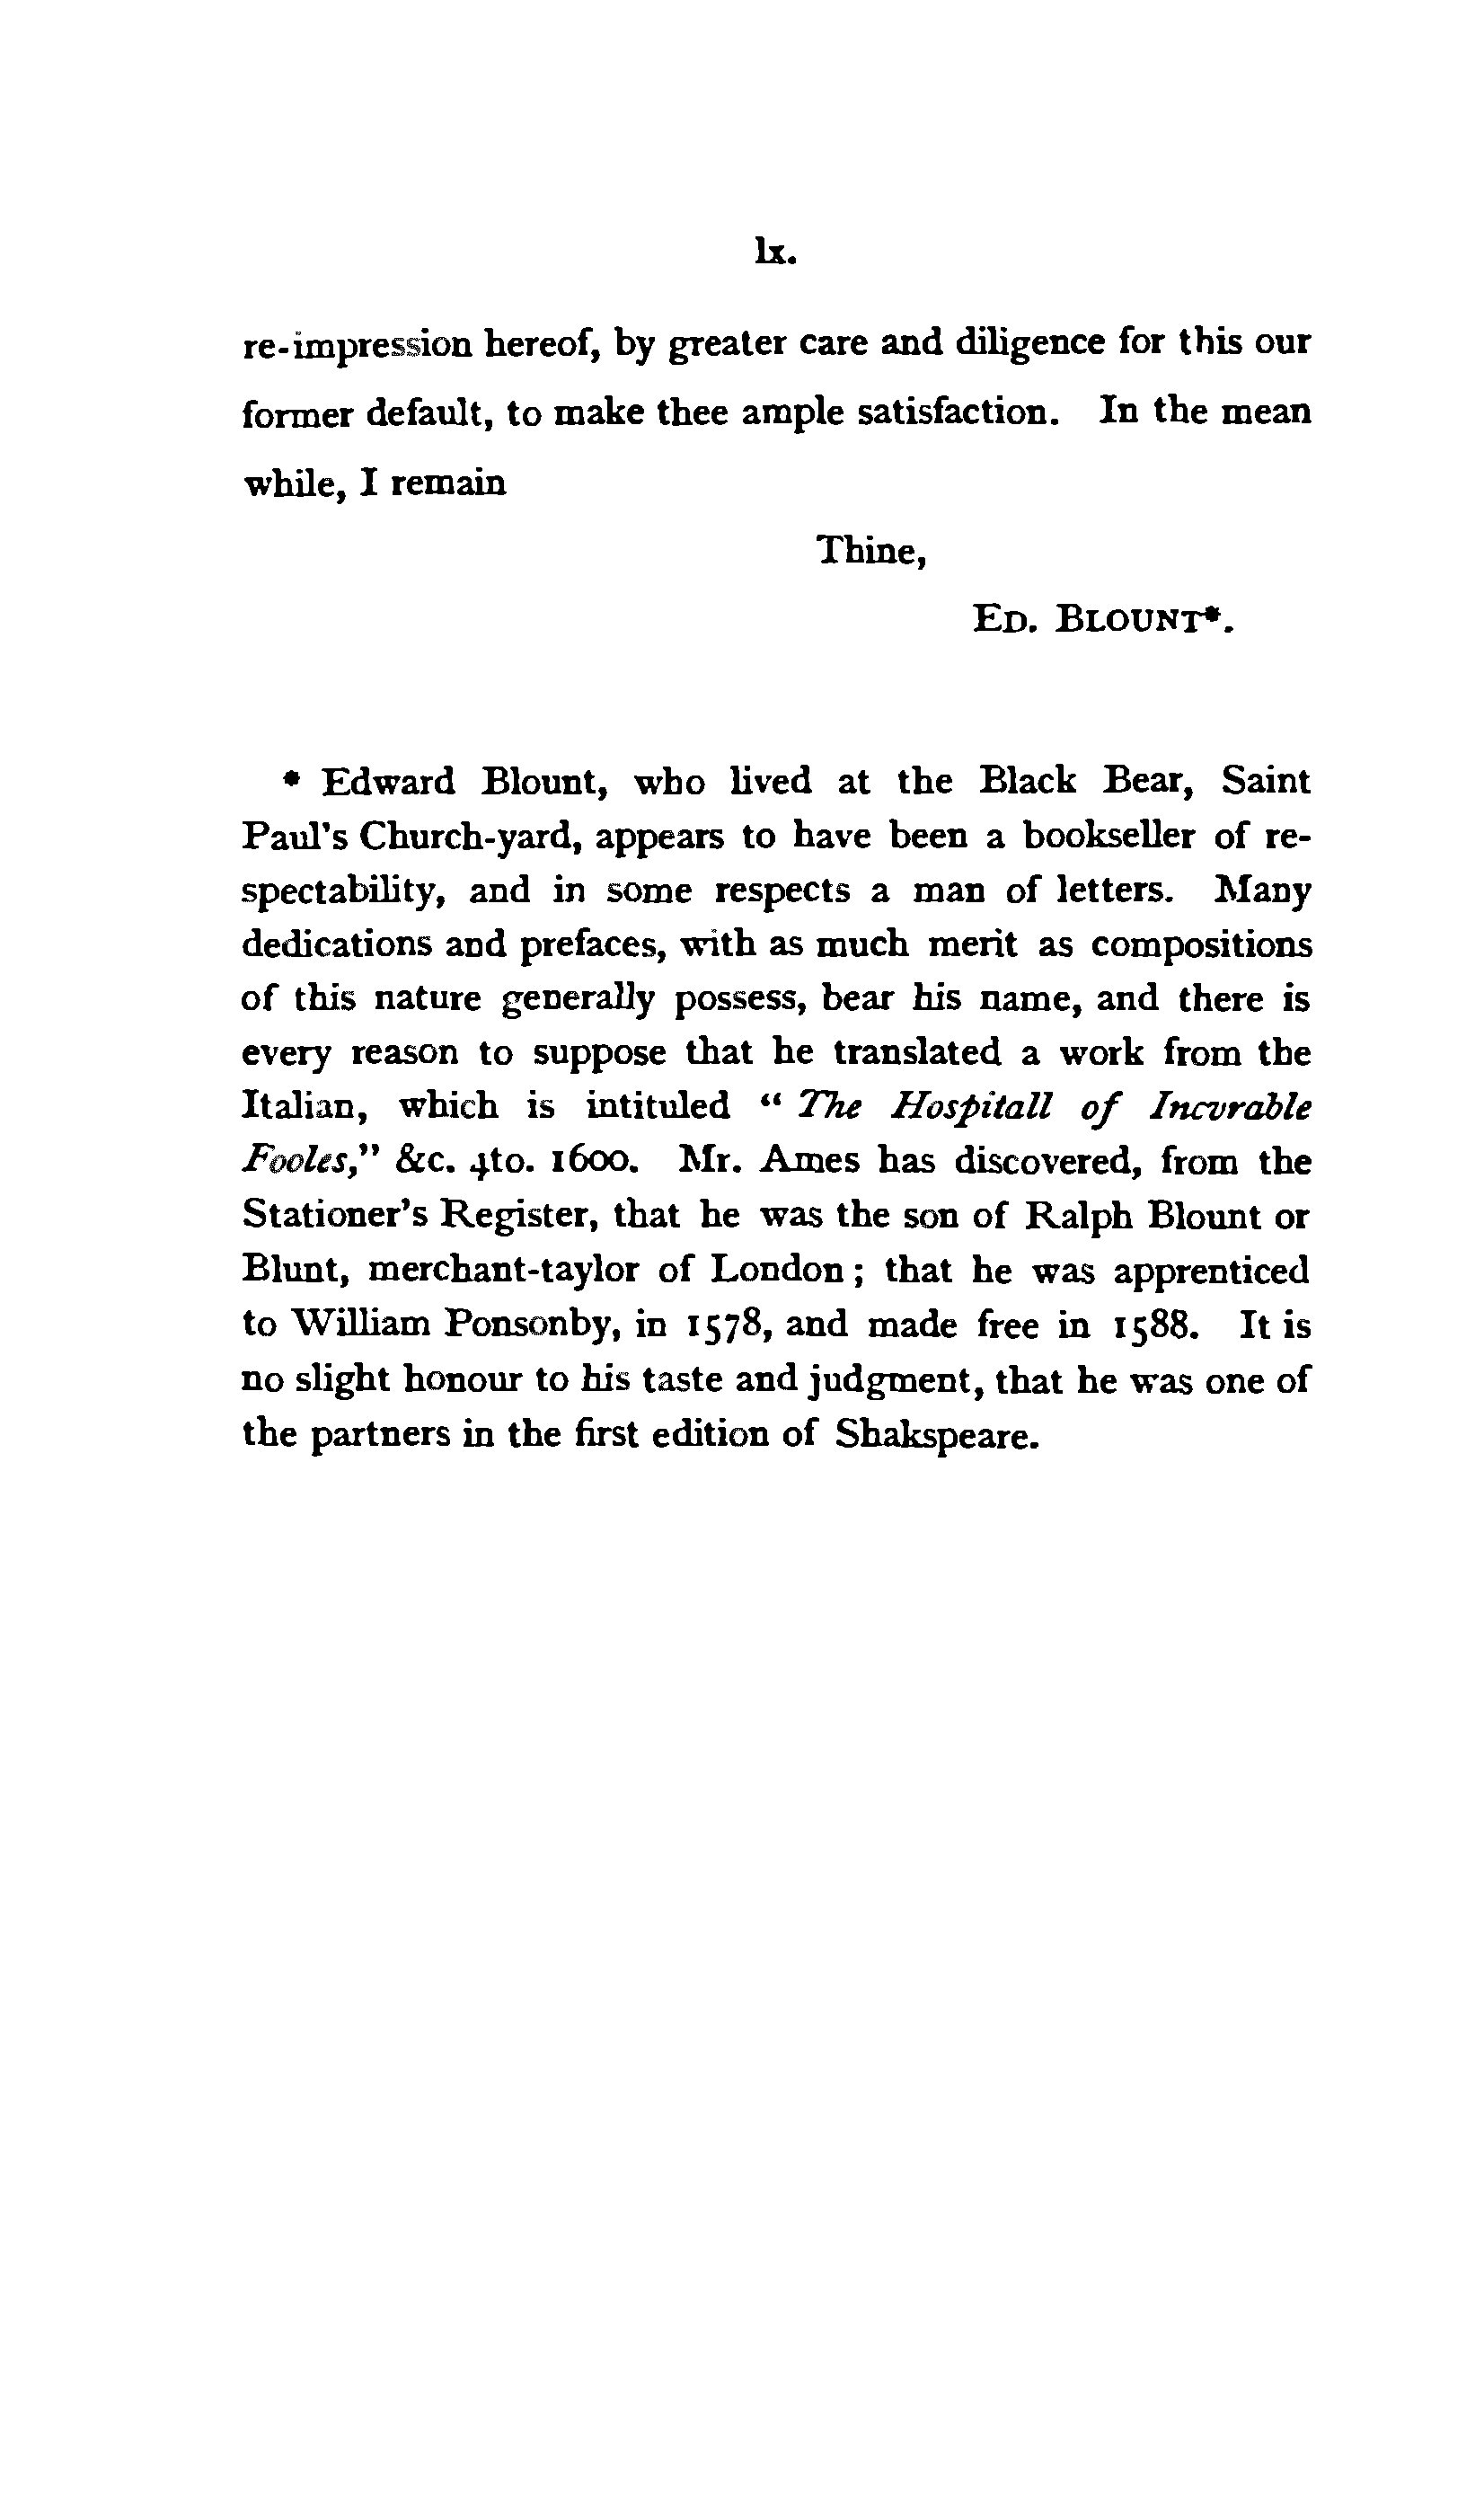 lx.
re-impression hereof, by greater care and diligence for this our
former default, to make thee ample satisfaction. In the mean
while, I remain
Thine,
ED. BLOUNT*.
* Edward Blount, who lived at the Black Bear, Saint
Paul's Church-yard, appears to have been a bookseller of re-
spectability, and in some respects a man of letters. Many
dedications and prefaces, with as much merit as compositions
of this nature generally possess, bear his name, and there is
every reason to suppose that he translated a work from the
Italian, which is intituled “ The Hospitall of Incvrable
Fooles,” &c. 4to. 1600. Mr. Ames has discovered, from the
Stationer's Register, that he was the son of Ralph Blount or
Blunt, merchant-taylor of London ; that he was apprenticed
to William Ponsonby, in 1578, and made free in 1588. It is
no slight honour to his taste and judgment, that he was one of
the partners in the first edition of Shakspeare.